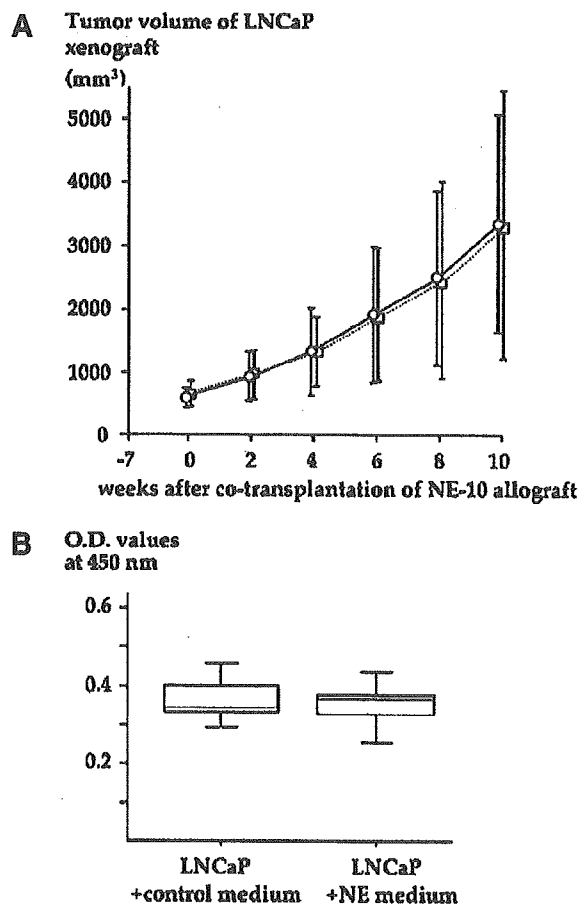 A
Tumor volume of LNCaP
xenograft
(mm³)
5000
4000
3000
2000
1000
0
-7 0 2 4 6 8 10
weeks after co-transplantation of NE-10 allograft
B
O.D. values
at 450 nm
0.6
0.4
0.2
LNCaP
+control medium
LNCaP
+NE medium